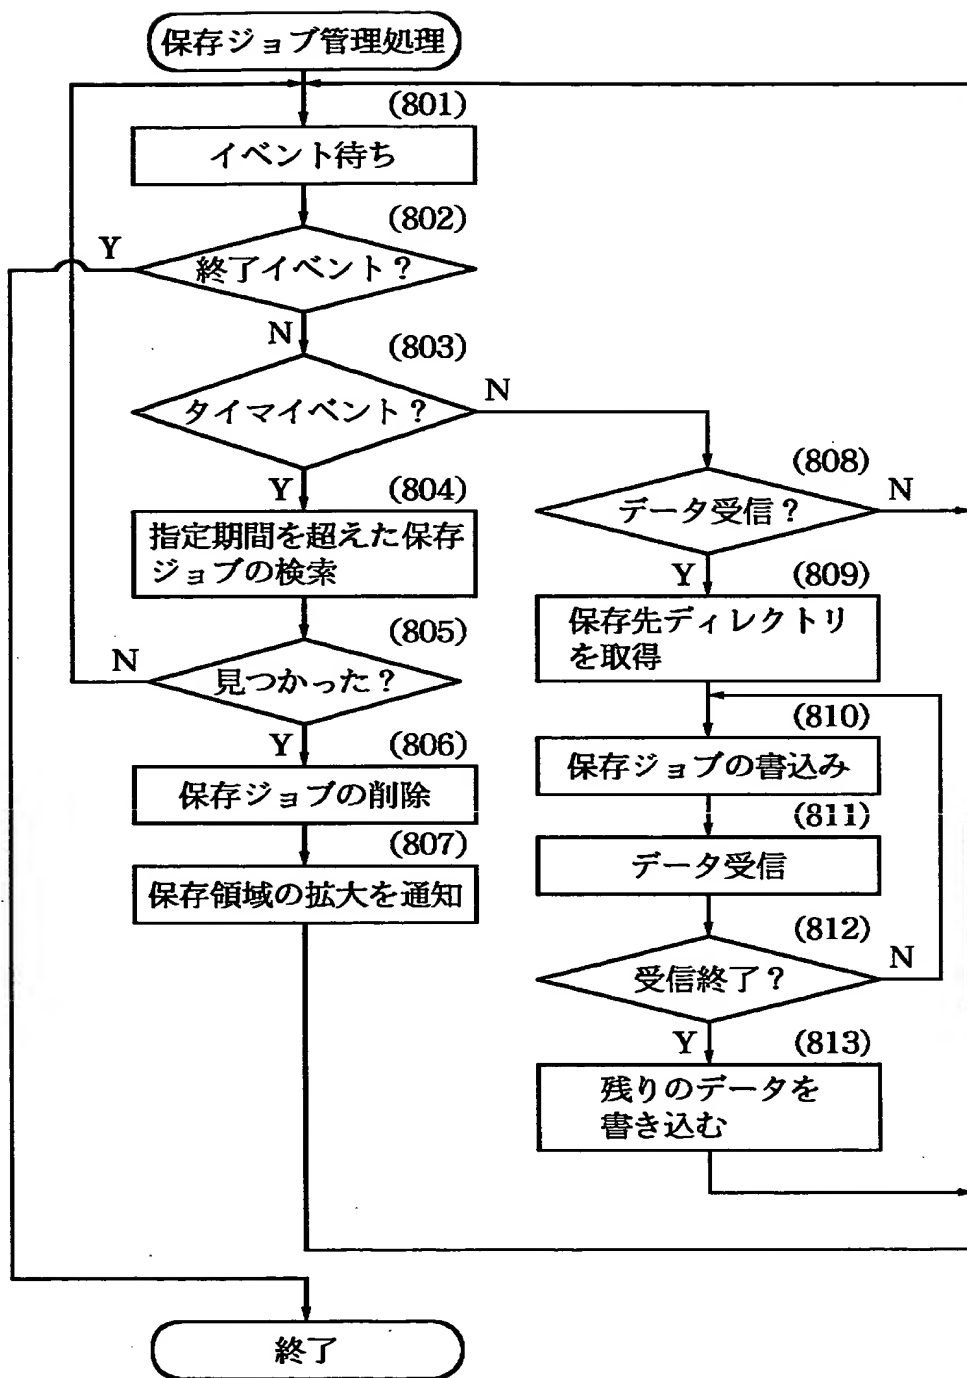 保存ジョブ管理処理
(801)
イベント待ち
(802)
Y
終了イベント?
N
(803)
タイマイベント?
N
Y
(804)
指定期間を超えた保存
ジョブの検索
(805)
N
見つかった?
Y
(806)
保存ジョブの削除
(807)
保存領域の拡大を通知
(808)
データ受信?
N
Y
(809)
保存先ディレクトリ
を取得
(810)
保存ジョブの書込み
(811)
データ受信
(812)
受信終了?
N
Y
(813)
残りのデータを
書き込む
終了